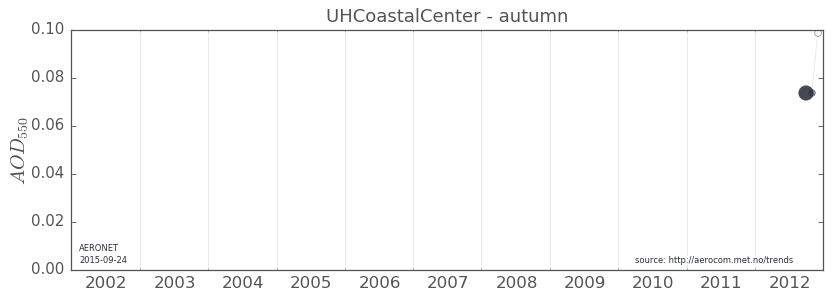 UHCoastalCenter - autumn
0.10
0.08
0.06
0.04
0.02
0.00
AOD550
AERONET
2015-09-24
source: http://aerocom.met.no/trends
2002 2003 2004 2005 2006 2007 2008 2009 2010 2011 2012